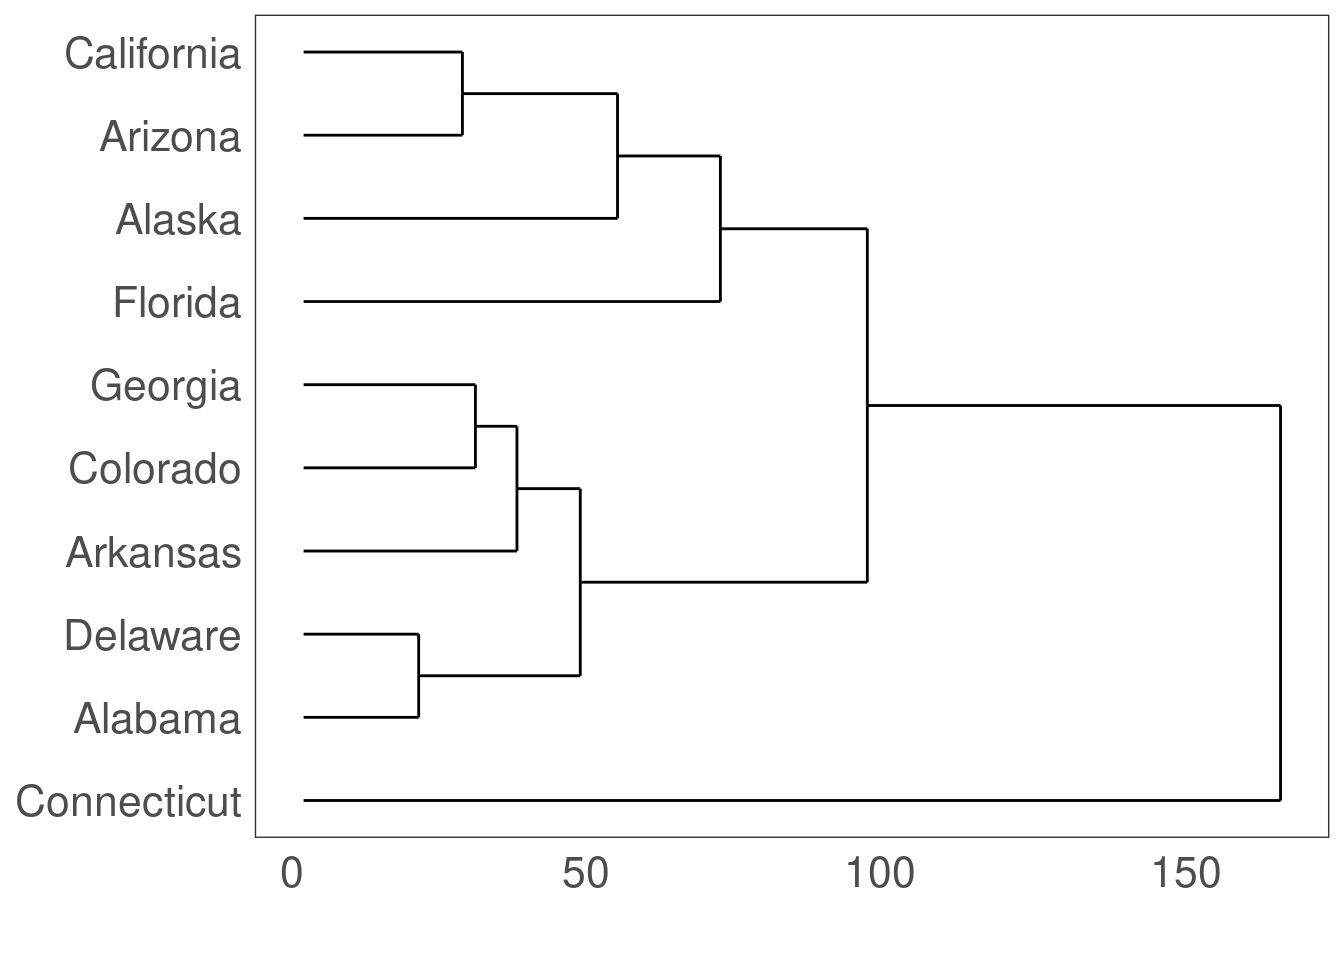 California
Arizona
Alaska
Florida
Georgia
Colorado
Arkansas
Delaware
Alabama
Connecticut
0 50 100 150